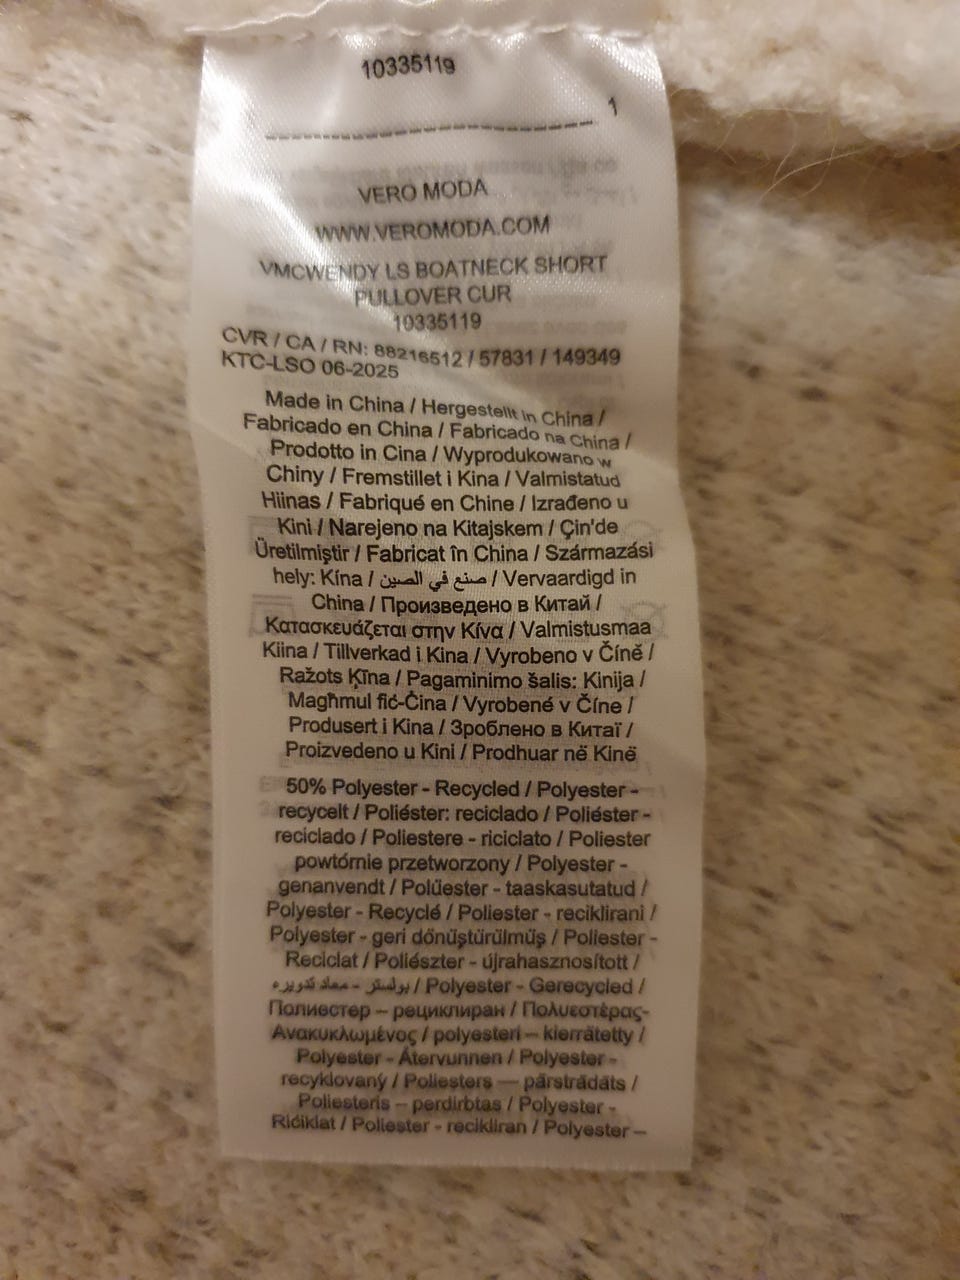 10335119
1
VERO MODA
WWW.VEROMODA.COM
VMCWENDY LS BOATNECK SHORT
PULLOVER CUR
10335119
CVR / CA / RN: 88216512 / 57831 / 149349
KTC-LSO 06-2025
Made in China / Hergestellt in China /
Fabricado en China / Fabricado na China /
Prodotto in Cina / Wyprodukowano w
Chiny / Fremstillet i Kina / Valmistatud
Hiinas / Fabriqué en Chine / Izrađeno u
Kini / Narejeno na Kitajskem / Çin'de
Üretilmiştir / Fabricat în China / Származási
hely: Kína / صنع في الصين / Vervaardigd in
China / Произведено в Китай /
Κατασκευάζεται στην Κίνα / Valmistusmaa
Kiina / Tillverkad i Kina / Vyrobeno v Číně /
Ražots Ķīna / Pagaminimo šalis: Kinija /
Magħmul fiċ-Ċina / Vyrobené v Číne /
Produsert i Kina / Зроблено в Китаї /
Proizvedeno u Kini / Prodhuar në Kinë
50% Polyester - Recycled / Polyester -
recycelt / Poliéster: reciclado / Poliéster -
reciclado / Poliestere - riciclato / Poliester
powtórnie przetworzony / Polyester -
genanvendt / Polüester - taaskasutatud /
Polyester - Recyclé / Poliester - reciklirani /
Polyester - geri dönüştürülmüş / Poliester -
Reciclat / Poliészter - újrahasznosított /
بولستر - معاد تدويره / Polyester - Gerecycled /
Полиестер – рециклиран / Πολυεστέρας-
Ανακυκλωμένος / polyesteri – kierrätetty /
Polyester - Återvunnen / Polyester -
recyklovaný / Poliesters — pārstrādāts /
Poliesteris – perdirbtas / Polyester -
Riċiklat / Poliester - recikliran / Polyester –